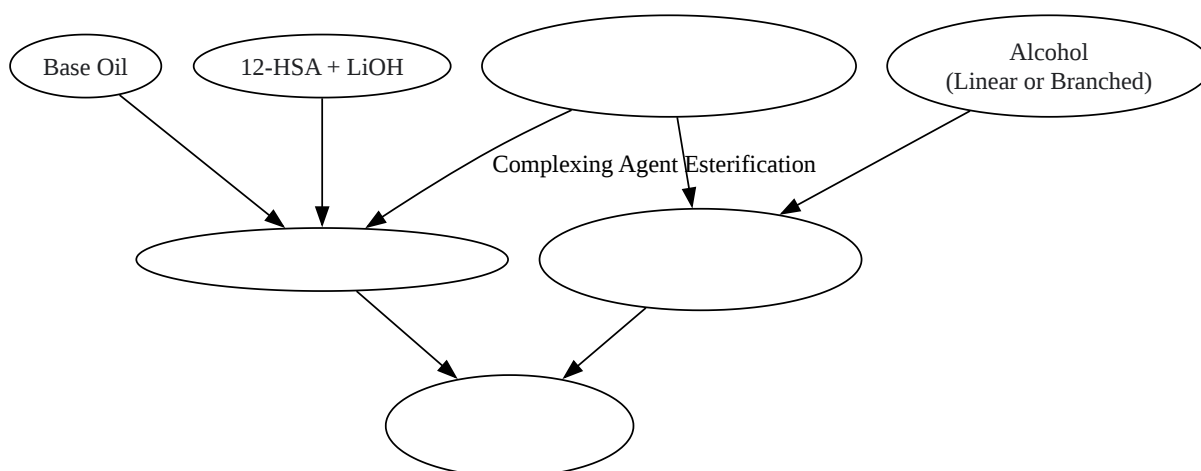 Base Oil
12-HSA + LiOH
Alcohol
(Linear or Branched)
Complexing Agent Esterification